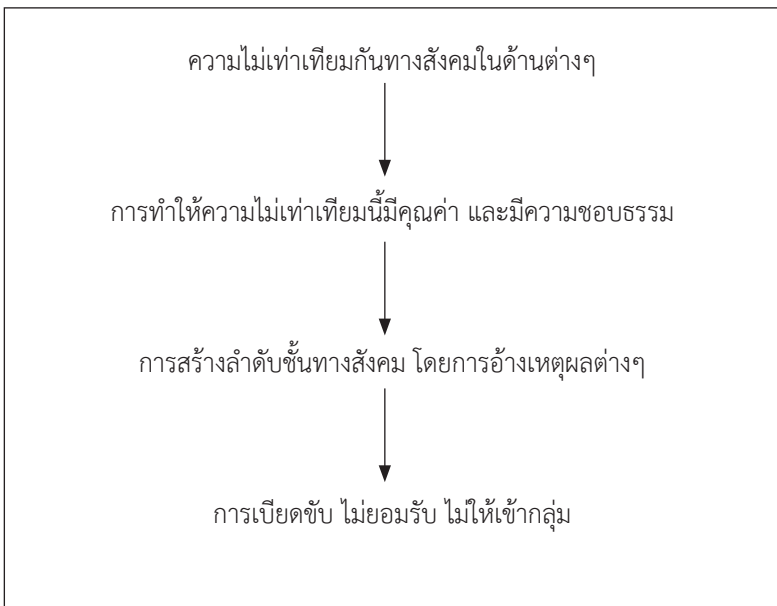 ความไม่เท่าเทียมกันทางสังคมในด้านต่างๆ
การทำให้ความไม่เท่าเทียมนี้มีคุณค่า และมีความชอบธรรม
การสร้างลำดับชั้นทางสังคม โดยการอ้างเหตุผลต่างๆ
การเบียดขับ ไม่ยอมรับ ไม่ให้เข้ากลุ่ม